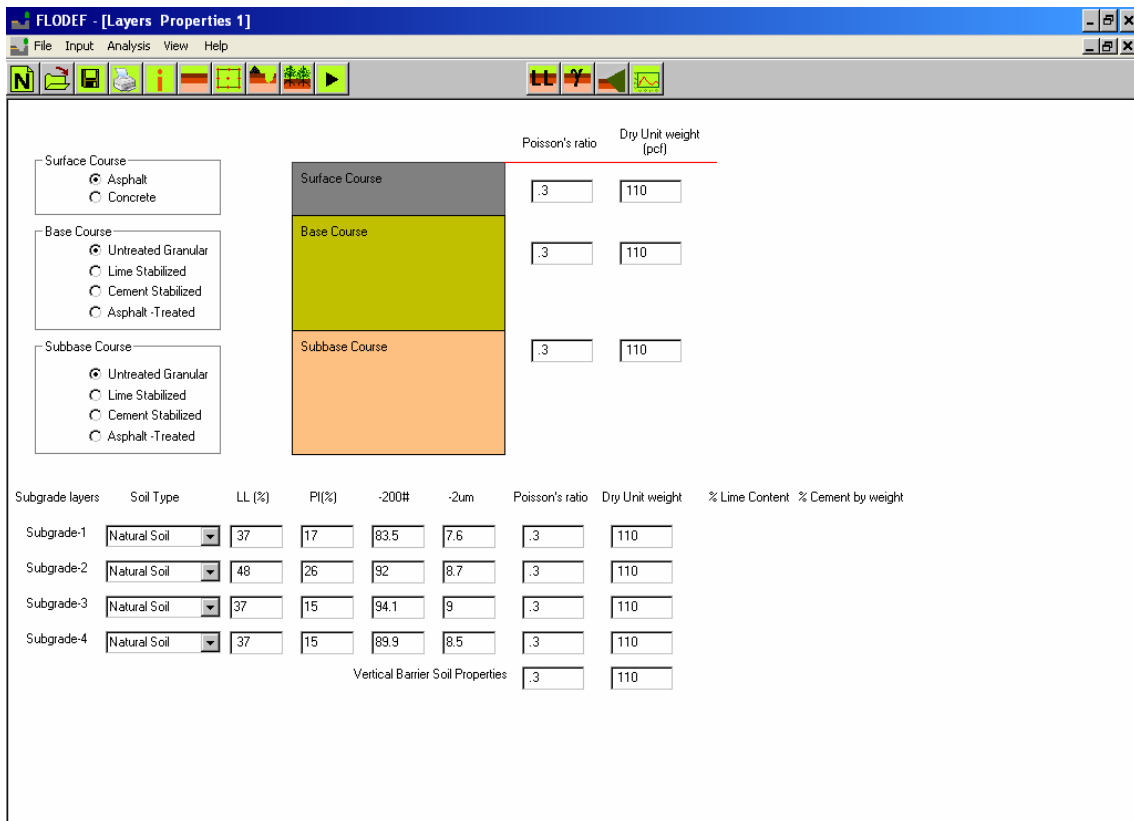 FLODEF - [Layers Properties 1]
File Input Analysis View Help
N i LL γ
Poisson's ratio Dry Unit weight (pcf)
Surface Course
Asphalt
Concrete
Surface Course .3 110
Base Course
Untreated Granular
Lime Stabilized
Cement Stabilized
Asphalt -Treated
Base Course .3 110
Subbase Course
Untreated Granular
Lime Stabilized
Cement Stabilized
Asphalt -Treated
Subbase Course .3 110
Subgrade layers Soil Type LL (%) PI(%) -200# -2um Poisson's ratio Dry Unit weight % Lime Content % Cement by weight
Subgrade-1 Natural Soil 37 17 83.5 7.6 .3 110
Subgrade-2 Natural Soil 48 26 92 8.7 .3 110
Subgrade-3 Natural Soil 37 15 94.1 9 .3 110
Subgrade-4 Natural Soil 37 15 89.9 8.5 .3 110
Vertical Barrier Soil Properties .3 110